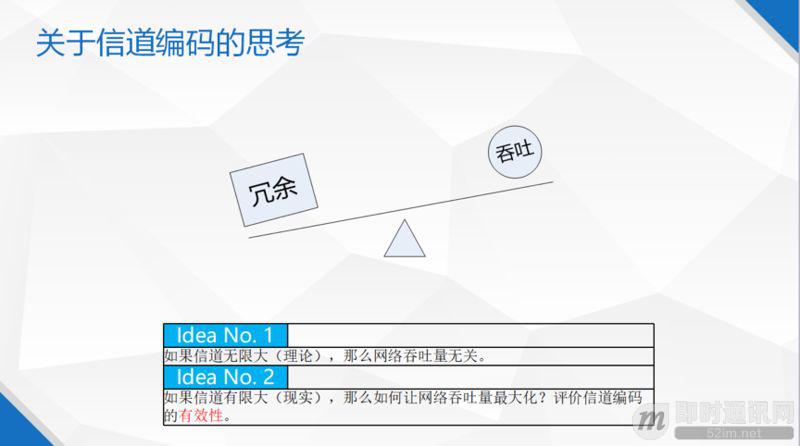 关于信道编码的思考
吞吐
冗余
Idea No. 1
如果信道无限大（理论），那么网络吞吐量无关。
Idea No. 2
如果信道有限大（现实），那么如何让网络吞吐量最大化？评价信道编码
的有效性。
即时通讯网
52im.net